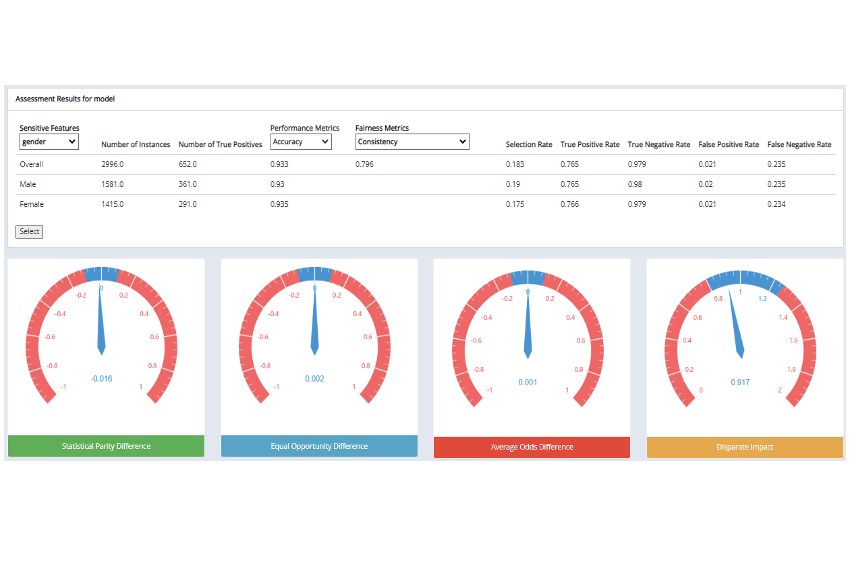 Assessment Results for model
Sensitive Features Performance Metrics Fairness Metrics
gender Number of Instances Number of True Positives Accuracy Consistency Selection Rate True Positive Rate True Negative Rate False Positive Rate False Negative Rate
Overall 2996.0 652.0 0.933 0.796 0.183 0.765 0.979 0.021 0.235
Male 1581.0 361.0 0.93 0.19 0.765 0.98 0.02 0.235
Female 1415.0 291.0 0.935 0.175 0.766 0.979 0.021 0.234
Select
-1 -0.8 -0.6 -0.4 -0.2 0 0.2 0.4 0.6 0.8 1
-0.016
Statistical Parity Difference
-1 -0.8 -0.6 -0.4 -0.2 0 0.2 0.4 0.6 0.8 1
0.002
Equal Opportunity Difference
-1 -0.8 -0.6 -0.4 -0.2 0 0.2 0.4 0.6 0.8 1
0.001
Average Odds Difference
0 0.2 0.4 0.6 0.8 1 1.2 1.4 1.6 1.8 2
0.917
Disparate Impact